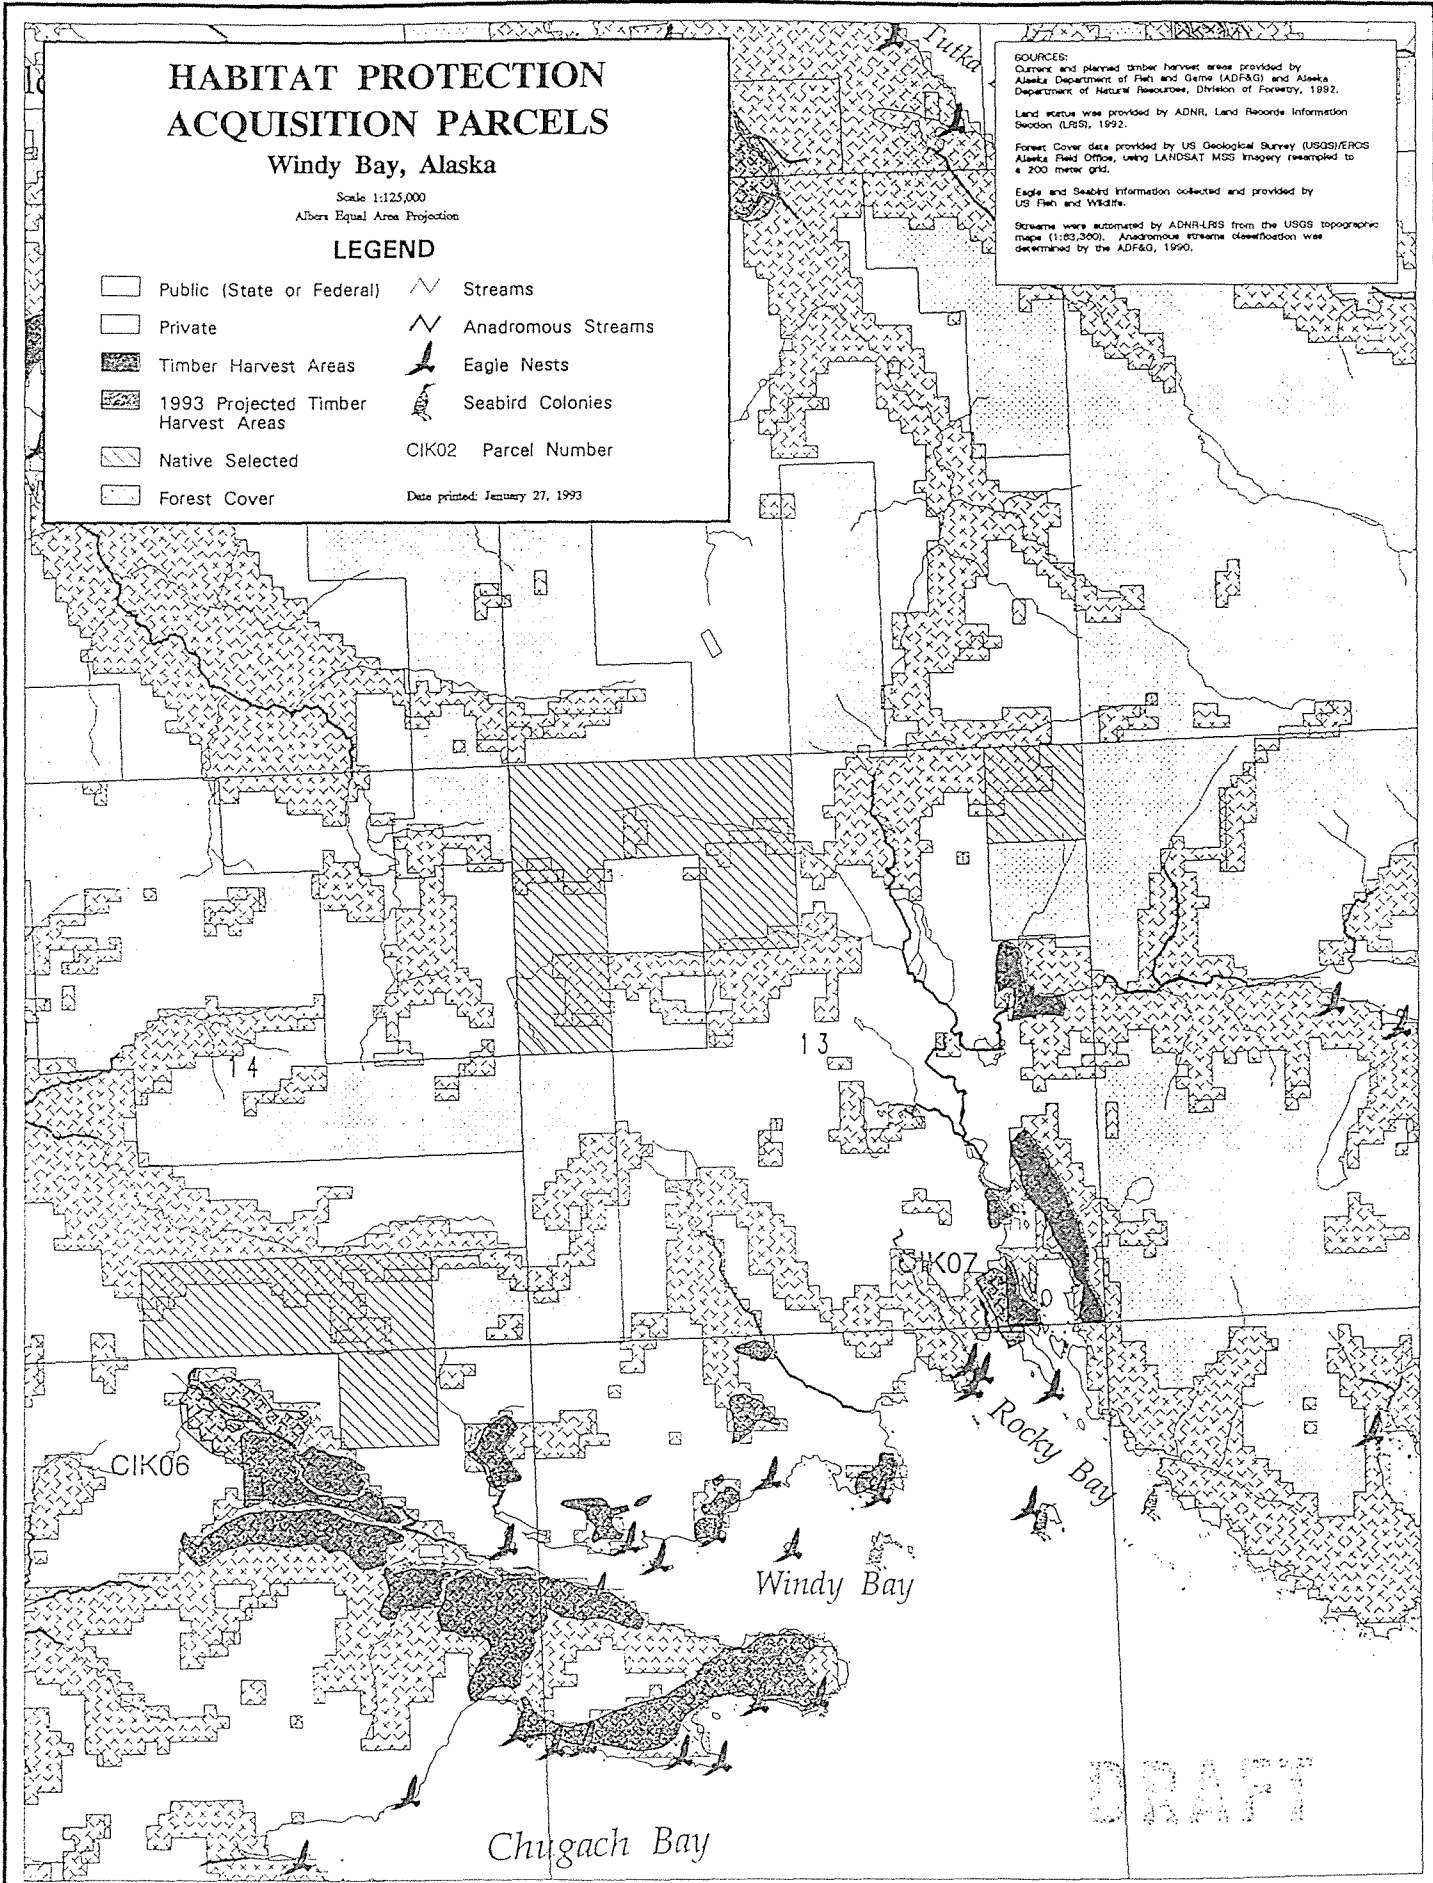 HABITAT PROTECTION
ACQUISITION PARCELS
Windy Bay, Alaska
Scale 1:125,000
Albers Equal Area Projection
LEGEND
Public (State or Federal)
Private
Timber Harvest Areas
1993 Projected Timber
Harvest Areas
Native Selected
Forest Cover
Streams
Anadromous Streams
Eagle Nests
Seabird Colonies
CIK02 Parcel Number
Date printed: January 27, 1993
Tutka
SOURCES:
Current and planned timber harvest areas provided by
Alaska Department of Fish and Game (ADF&G) and Alaska
Department of Natural Resources, Division of Forestry, 1992.
Land status was provided by ADNR, Land Records Information
Section (LRIS), 1992.
Forest Cover data provided by US Geological Survey (USGS)/EROS
Alaska Field Office, using LANDSAT MSS imagery resampled to
a 200 meter grid.
Eagle and Seabird information collected and provided by
US Fish and Wildlife.
Streams were automated by ADNR-LRIS from the USGS topographic
maps (1:63,360). Anadromous streams classification was
determined by the ADF&G, 1990.
13
14
CIK07
Rocky Bay
CIK06
Windy Bay
DRAFT
Chugach Bay